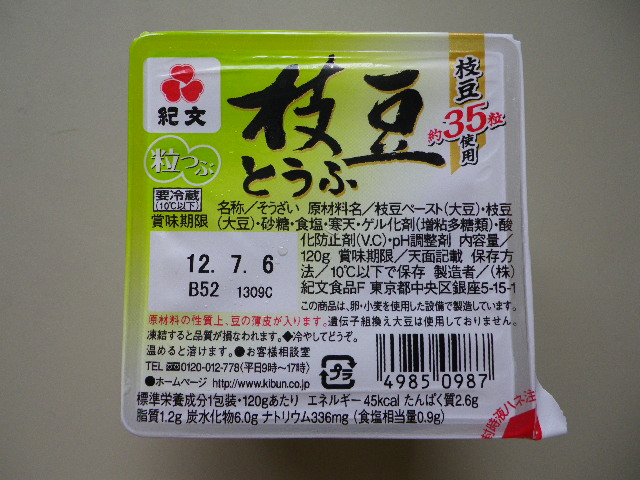 紀文
枝豆
とうふ
枝豆
約35粒
使用
粒つぶ
要冷蔵
(10℃以下)
賞味期限
12. 7. 6
B52 1309C
名称/そうざい 原材料名/枝豆ペースト(大豆)・枝豆
(大豆)・砂糖・食塩・寒天・ゲル化剤(増粘多糖類)・酸
化防止剤(V.C)・pH調整剤 内容量/
120g 賞味期限/天面記載 保存方
法/10℃以下で保存 製造者/(株)
紀文食品F 東京都中央区銀座5-15-1
この商品は、卵・小麦を使用した設備で製造しています。
原材料の性質上、豆の薄皮が入ります。遺伝子組換え大豆は使用しておりません。
凍結すると品質が損なわれます。◆冷やしてどうぞ。
温めると溶けます。●お客様相談室
TEL 0120-012-778(平日9時〜17時)
●ホームページ http://www.kibun.co.jp
プラ
49850987
標準栄養成分1包装・120gあたり エネルギー45kcal たんぱく質2.6g
脂質1.2g 炭水化物6.0g ナトリウム336mg (食塩相当量0.9g)
封時液ハネ注